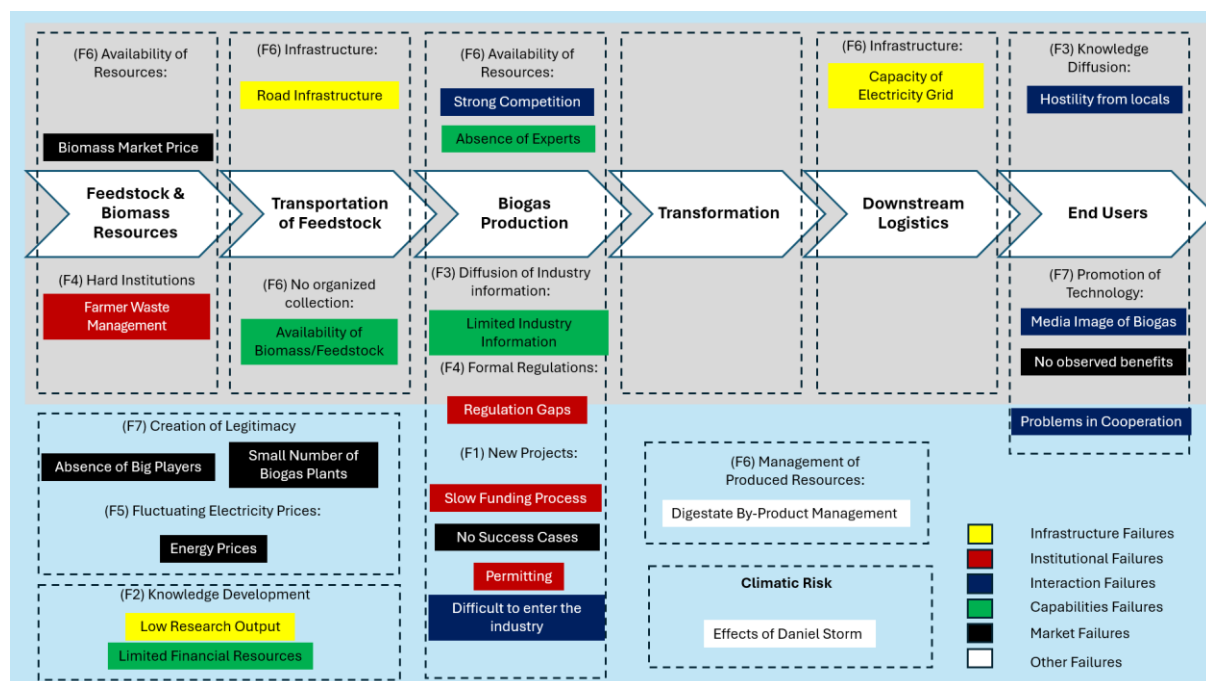 (F6) Availability of
Resources:
Biomass Market Price
(F6) Infrastructure:
Road Infrastructure
(F6) Availability of
Resources:
Strong Competition
Absence of Experts
(F6) Infrastructure:
Capacity of
Electricity Grid
(F3) Knowledge
Diffusion:
Hostility from locals
Feedstock &
Biomass
Resources
Transportation
of Feedstock
Biogas
Production
Transformation
Downstream
Logistics
End Users
(F4) Hard Institutions
Farmer Waste
Management
(F6) No organized
collection:
Availability of
Biomass/Feedstock
(F3) Diffusion of Industry
information:
Limited Industry
Information
(F4) Formal Regulations:
Regulation Gaps
(F1) New Projects:
Slow Funding Process
No Success Cases
Permitting
Difficult to enter the
industry
(F7) Promotion of
Technology:
Media Image of Biogas
No observed benefits
Problems in Cooperation
(F7) Creation of Legitimacy
Absence of Big Players
Small Number of
Biogas Plants
(F5) Fluctuating Electricity Prices:
Energy Prices
(F2) Knowledge Development
Low Research Output
Limited Financial Resources
(F6) Management of
Produced Resources:
Digestate By-Product Management
Climatic Risk
Effects of Daniel Storm
Infrastructure Failures
Institutional Failures
Interaction Failures
Capabilities Failures
Market Failures
Other Failures